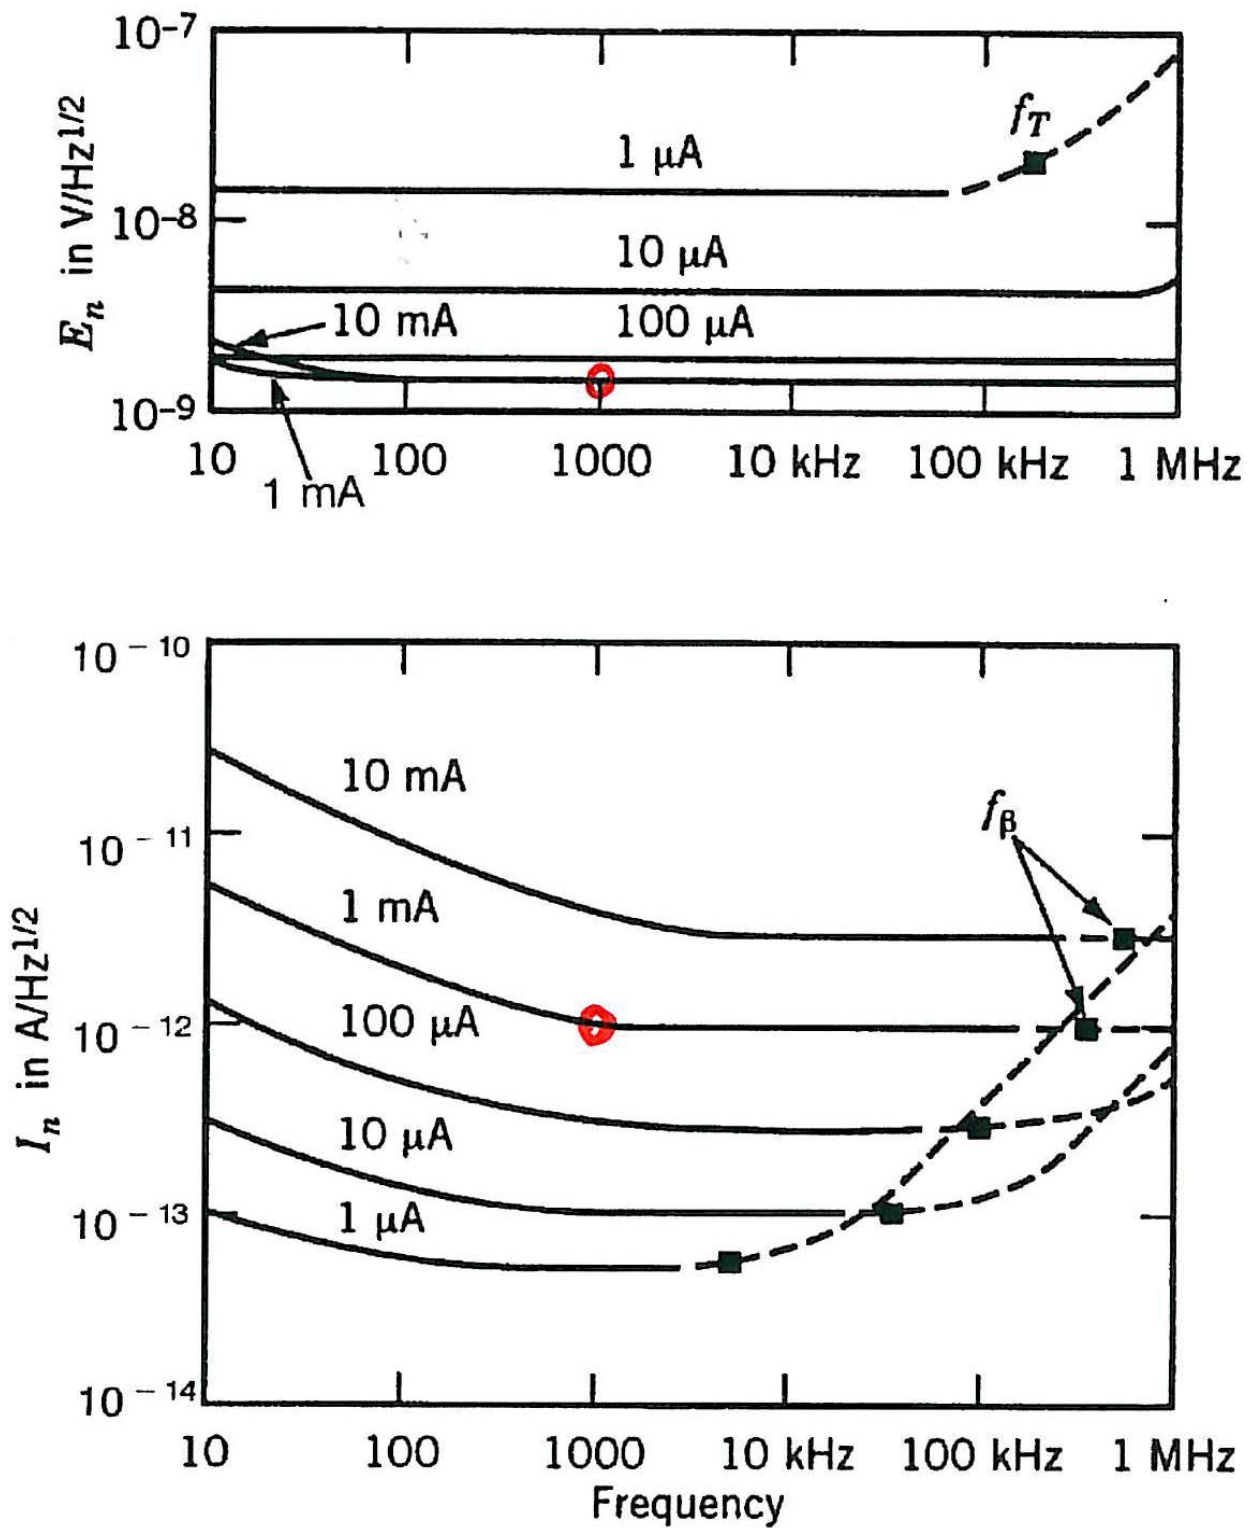 10⁻⁷
f_T
1 μA
E_n in V/Hz^1/2
10⁻⁸
10 μA
10 mA
100 μA
10⁻⁹
10 100 1000 10 kHz 100 kHz 1 MHz
1 mA
10⁻¹⁰
10 mA
f_β
10⁻¹¹
1 mA
I_n in A/Hz^1/2
100 μA
10⁻¹²
10 μA
10⁻¹³
1 μA
10⁻¹⁴
10 100 1000 10 kHz 100 kHz 1 MHz
Frequency